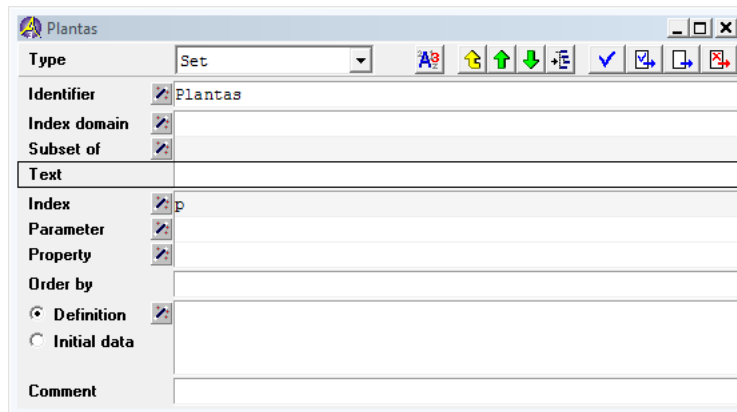 Plantas
Type Set
Identifier Plantas
Index domain
Subset of
Text
Index p
Parameter
Property
Order by
Definition
Initial data
Comment